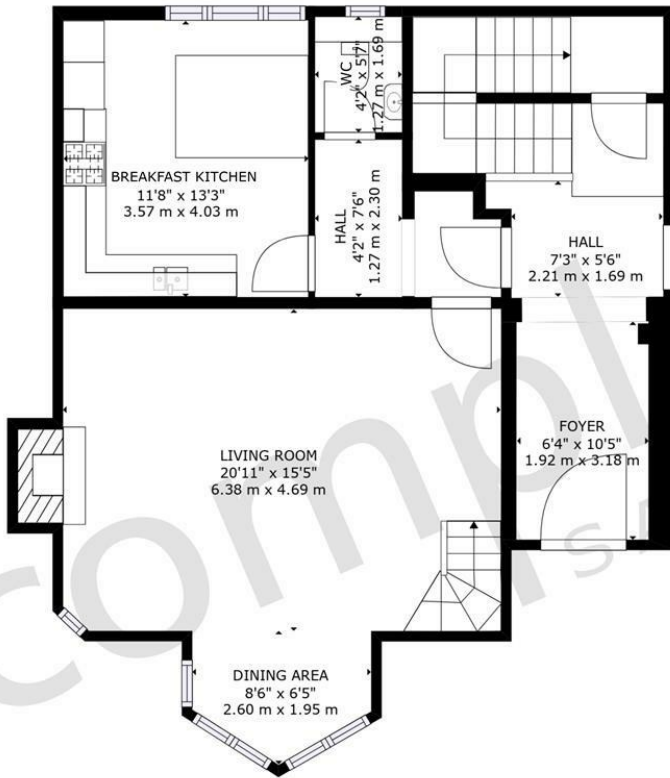 WC
4'2" x 5'7"
1.27 m x 1.69 m
BREAKFAST KITCHEN
11'8" x 13'3"
3.57 m x 4.03 m
HALL
4'2" x 7'6"
1.27 m x 2.30 m
HALL
7'3" x 5'6"
2.21 m x 1.69 m
FOYER
6'4" x 10'5"
1.92 m x 3.18 m
LIVING ROOM
20'11" x 15'5"
6.38 m x 4.69 m
DINING AREA
8'6" x 6'5"
2.60 m x 1.95 m
compl
SA